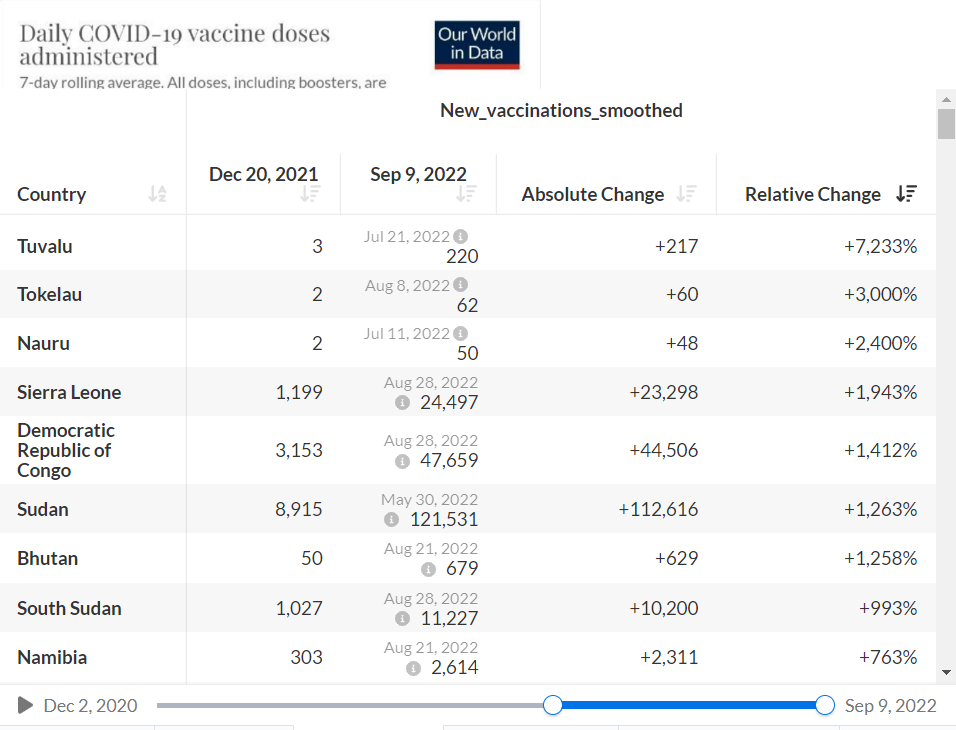 Daily COVID-19 vaccine doses
administered
Our World
in Data
7-day rolling average. All doses, including boosters, are
New_vaccinations_smoothed
Country Dec 20, 2021 Sep 9, 2022 Absolute Change Relative Change
Tuvalu 3 Jul 21, 2022 220 +217 +7,233%
Tokelau 2 Aug 8, 2022 62 +60 +3,000%
Nauru 2 Jul 11, 2022 50 +48 +2,400%
Sierra Leone 1,199 Aug 28, 2022 24,497 +23,298 +1,943%
Democratic
Republic of
Congo 3,153 Aug 28, 2022 47,659 +44,506 +1,412%
Sudan 8,915 May 30, 2022 121,531 +112,616 +1,263%
Bhutan 50 Aug 21, 2022 679 +629 +1,258%
South Sudan 1,027 Aug 28, 2022 11,227 +10,200 +993%
Namibia 303 Aug 21, 2022 2,614 +2,311 +763%
Dec 2, 2020 Sep 9, 2022